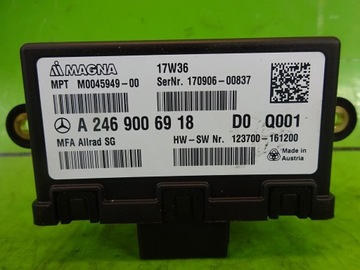 MAGNA 17W36
MPT M0045949-00 SerNr. 170906-00837
A 246 900 69 18 D0 Q001
MFA Allrad SG HW-SW Nr. 123700-161200
Made in
Austria